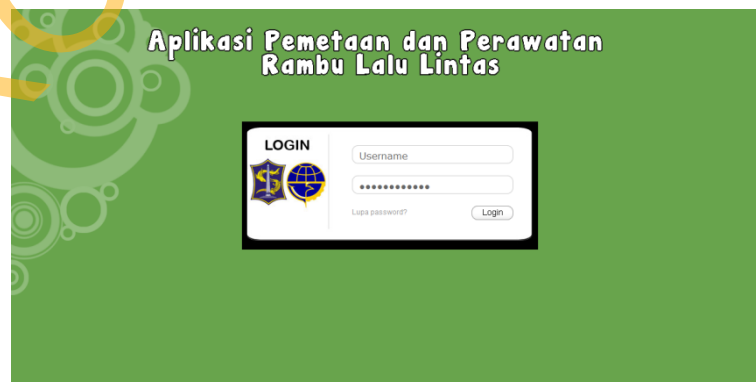 Aplikasi Pemetaan dan Perawatan
Rambu Lalu Lintas
LOGIN
Username
Lupa password?
Login